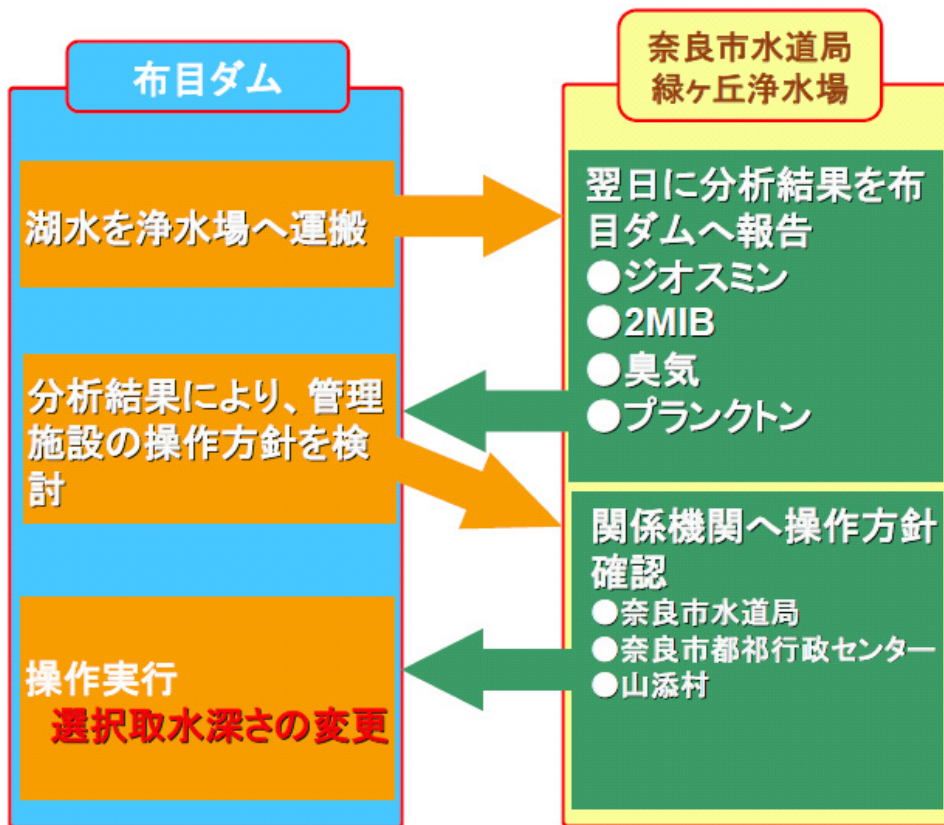 布目ダム
湖水を浄水場へ運搬
分析結果により、管理
施設の操作方針を検
討
操作実行
選択取水深さの変更
奈良市水道局
緑ヶ丘浄水場
翌日に分析結果を布
目ダムへ報告
●ジオスミン
●2MIB
●臭気
●プランクトン
関係機関へ操作方針
確認
●奈良市水道局
●奈良市都祁行政センター
●山添村